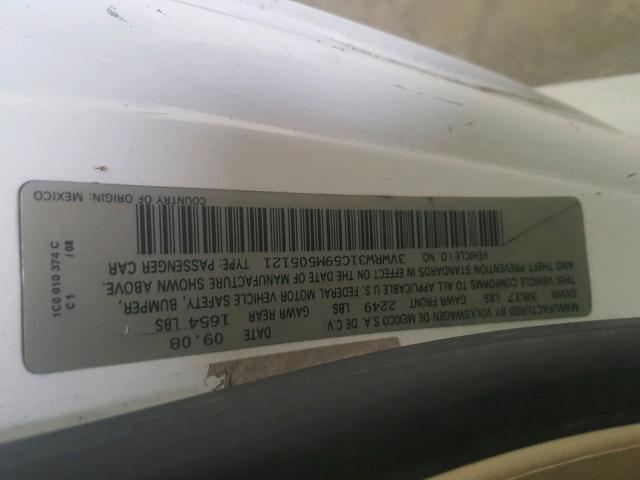 MANUFACTURED BY VOLKSWAGEN DE MEXICO S.A. DE C.V. DATE 09.08
GVWR 3837 LBS GAWR FRONT 2249 LBS GAWR REAR 1654 LBS
THIS VEHICLE CONFORMS TO ALL APPLICABLE U.S. FEDERAL MOTOR VEHICLE SAFETY, BUMPER,
AND THEFT PREVENTION STANDARDS IN EFFECT ON THE DATE OF MANUFACTURE SHOWN ABOVE.
VEHICLE I.D. NO. 3VWRW31C59M505121 TYPE: PASSENGER CAR
COUNTRY OF ORIGIN: MEXICO
1C0 010 374 C
C1 / 08